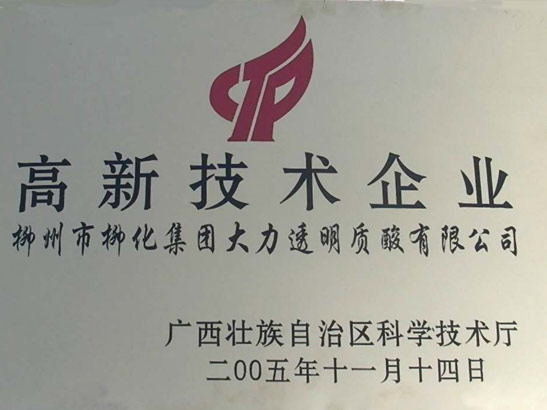 高新技术企业
柳州市柳化集团大力透明质酸有限公司
广西壮族自治区科学技术厅
二00五年十一月十四日